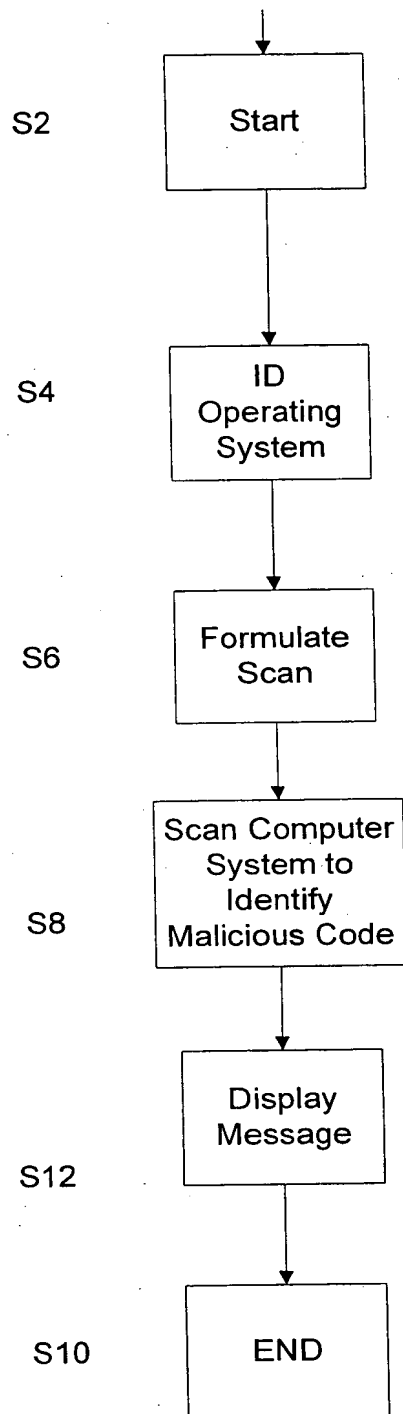 S2
Start
S4
ID
Operating
System
S6
Formulate
Scan
S8
Scan Computer
System to
Identify
Malicious Code
S12
Display
Message
S10
END